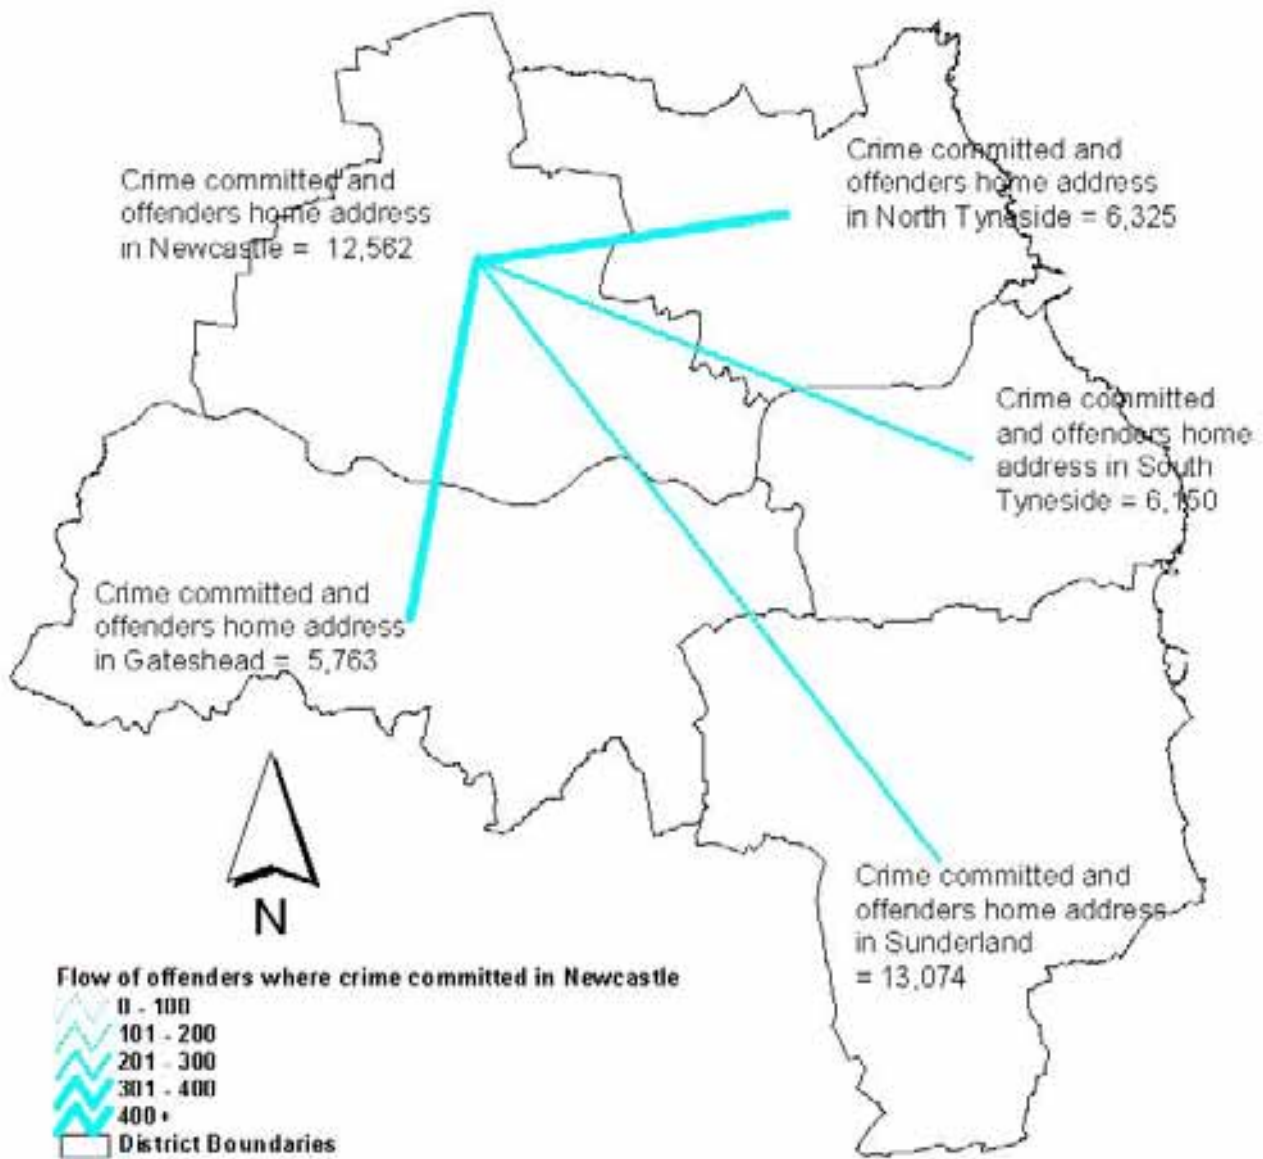 Crime committed and
offenders home address
in North Tyneside = 6,325
Crime committed and
offenders home address
in Newcastle = 12,562
Crime committed
and offenders home
address in South
Tyneside = 6,150
Crime committed and
offenders home address
in Gateshead = 5,763
Crime committed and
offenders home address
in Sunderland
= 13,074
N
Flow of offenders where crime committed in Newcastle
0 - 100
101 - 200
201 - 300
301 - 400
400+
District Boundaries